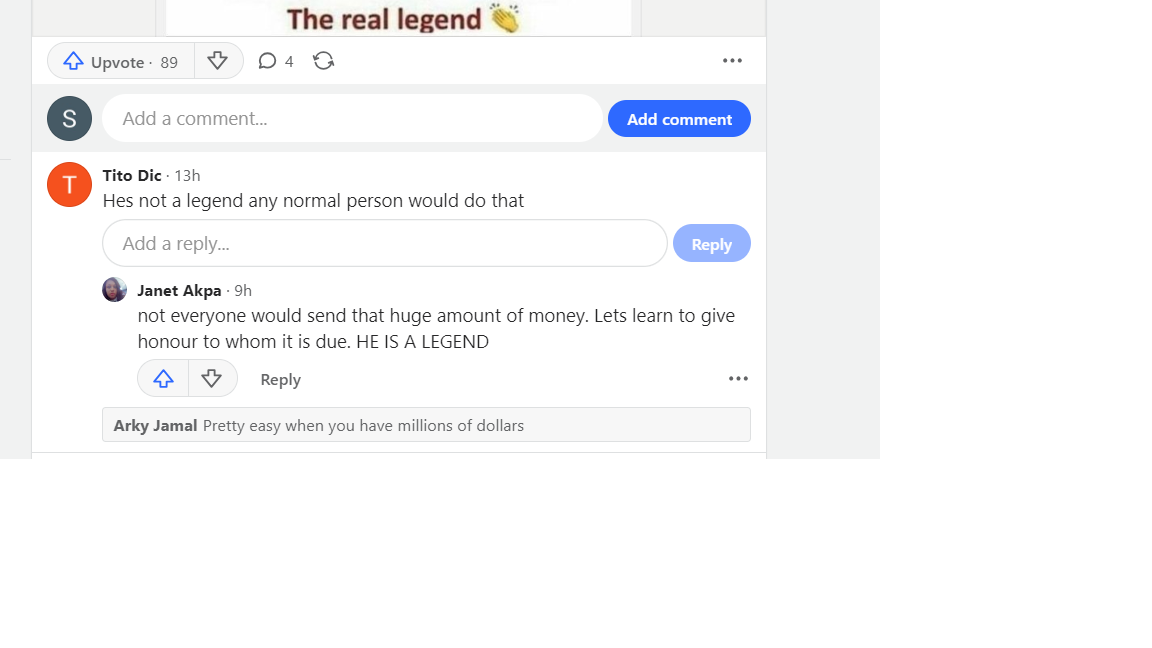 The real legend 👏
Upvote · 89
4
S
Add a comment...
Add comment
T
Tito Dic · 13h
Hes not a legend any normal person would do that
Add a reply...
Reply
Janet Akpa · 9h
not everyone would send that huge amount of money. Lets learn to give
honour to whom it is due. HE IS A LEGEND
Reply
Arky Jamal Pretty easy when you have millions of dollars